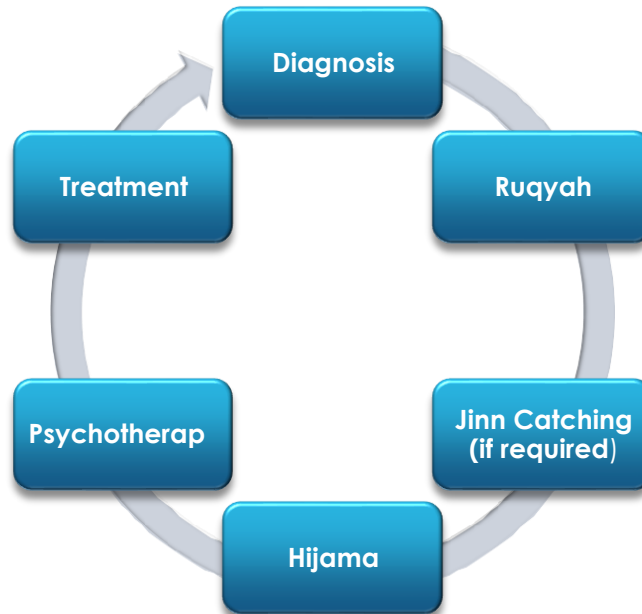 Diagnosis
Ruqyah
Jinn Catching
(if required)
Hijama
Psychotherap
Treatment